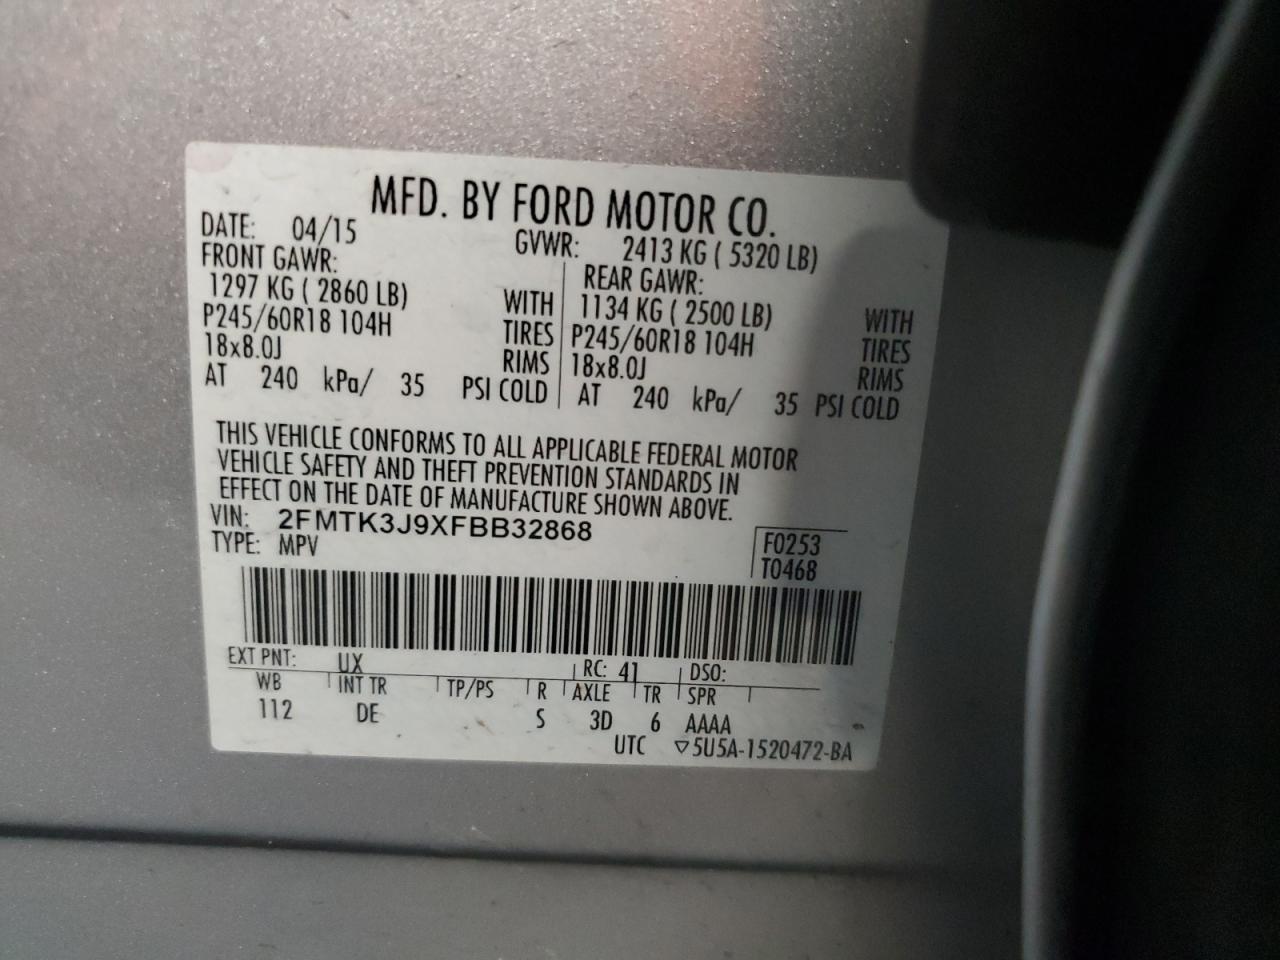 MFD. BY FORD MOTOR CO.
DATE: 04/15 GVWR: 2413 KG ( 5320 LB)
FRONT GAWR: REAR GAWR:
1297 KG ( 2860 LB) WITH 1134 KG ( 2500 LB) WITH
P245/60R18 104H TIRES P245/60R18 104H TIRES
18x8.0J RIMS 18x8.0J RIMS
AT 240 kPa/ 35 PSI COLD AT 240 kPa/ 35 PSI COLD
THIS VEHICLE CONFORMS TO ALL APPLICABLE FEDERAL MOTOR
VEHICLE SAFETY AND THEFT PREVENTION STANDARDS IN
EFFECT ON THE DATE OF MANUFACTURE SHOWN ABOVE.
VIN: 2FMTK3J9XFBB32868
TYPE: MPV
F0253
T0468
EXT PNT: UX RC: 41 DSO:
WB INT TR TP/PS R AXLE TR SPR
112 DE S 3D 6 AAAA
UTC ▽5U5A-1520472-BA